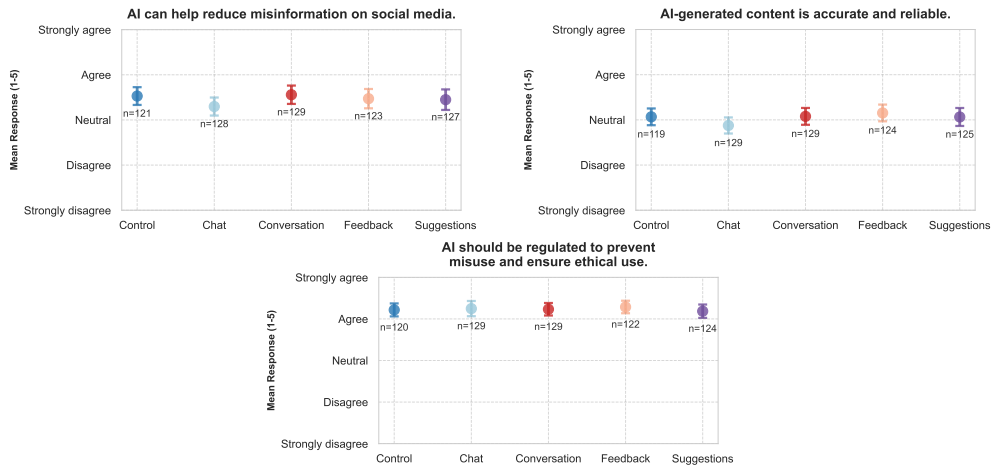 AI can help reduce misinformation on social media.
Strongly agree
Agree
Neutral
Disagree
Strongly disagree
Mean Response (1-5)
n=121
n=128
n=129
n=123
n=127
Control
Chat
Conversation
Feedback
Suggestions
AI-generated content is accurate and reliable.
Strongly agree
Agree
Neutral
Disagree
Strongly disagree
Mean Response (1-5)
n=119
n=129
n=129
n=124
n=125
Control
Chat
Conversation
Feedback
Suggestions
AI should be regulated to prevent
misuse and ensure ethical use.
Strongly agree
Agree
Neutral
Disagree
Strongly disagree
Mean Response (1-5)
n=120
n=129
n=129
n=122
n=124
Control
Chat
Conversation
Feedback
Suggestions